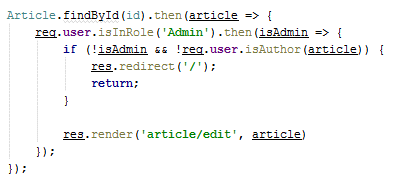 Article.findById(id).then(article => {
    req.user.isInRole('Admin').then(isAdmin => {
        if (!isAdmin && !req.user.isAuthor(article)) {
            res.redirect('/');
            return;
        }

        res.render('article/edit', article)
    });
});